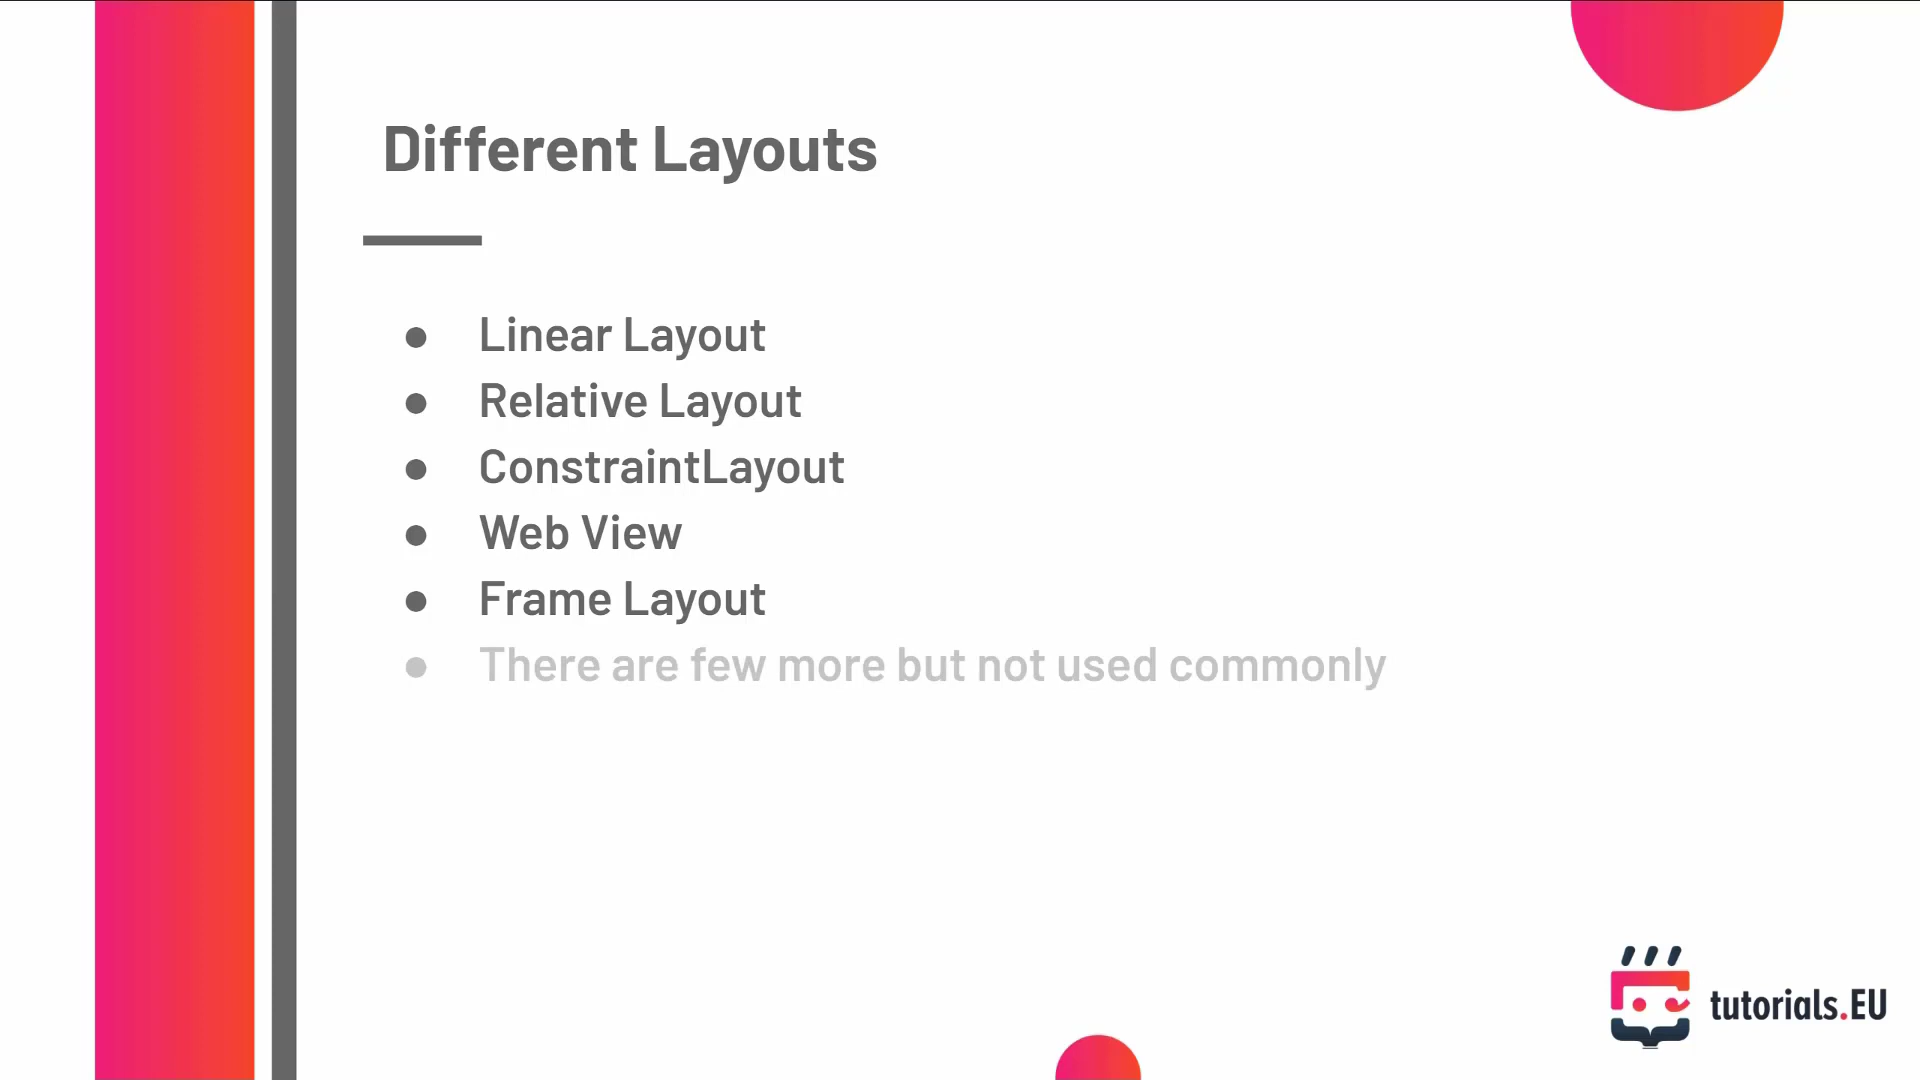 Different Layouts
● Linear Layout
● Relative Layout
● ConstraintLayout
● Web View
● Frame Layout
● There are few more but not used commonly
tutorials.EU